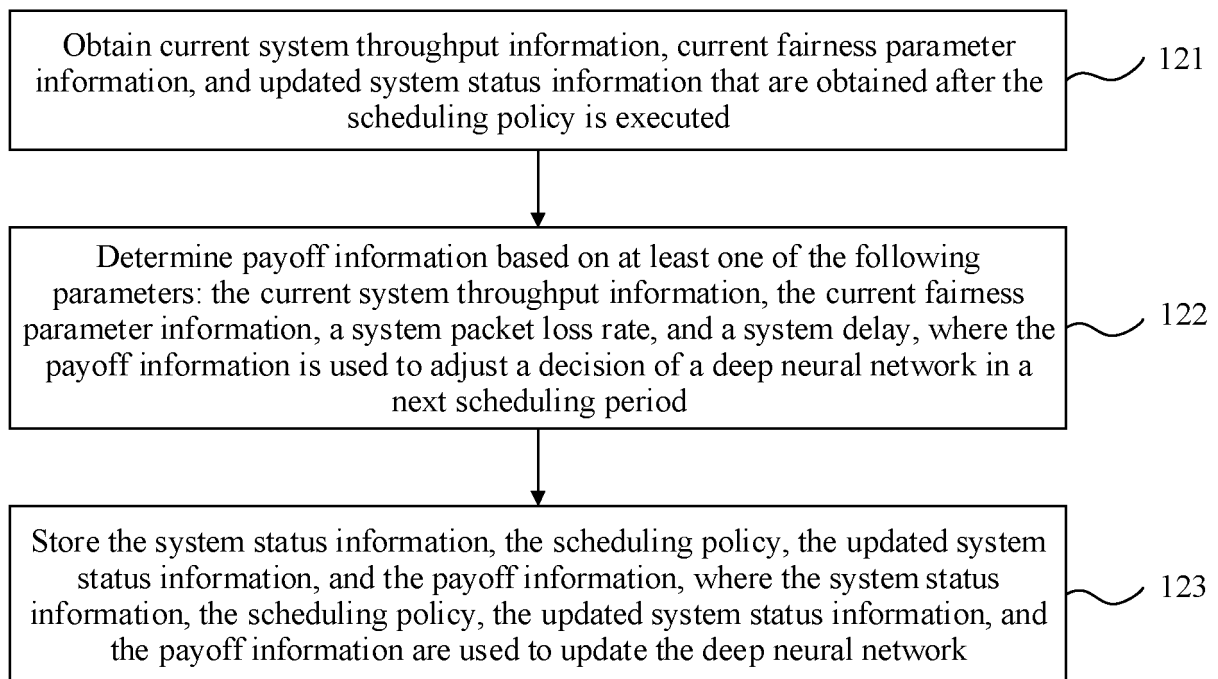 Obtain current system throughput information, current fairness parameter
information, and updated system status information that are obtained after the
scheduling policy is executed
121
Determine payoff information based on at least one of the following
parameters: the current system throughput information, the current fairness
parameter information, a system packet loss rate, and a system delay, where the
payoff information is used to adjust a decision of a deep neural network in a
next scheduling period
122
Store the system status information, the scheduling policy, the updated system
status information, and the payoff information, where the system status
information, the scheduling policy, the updated system status information, and
the payoff information are used to update the deep neural network
123